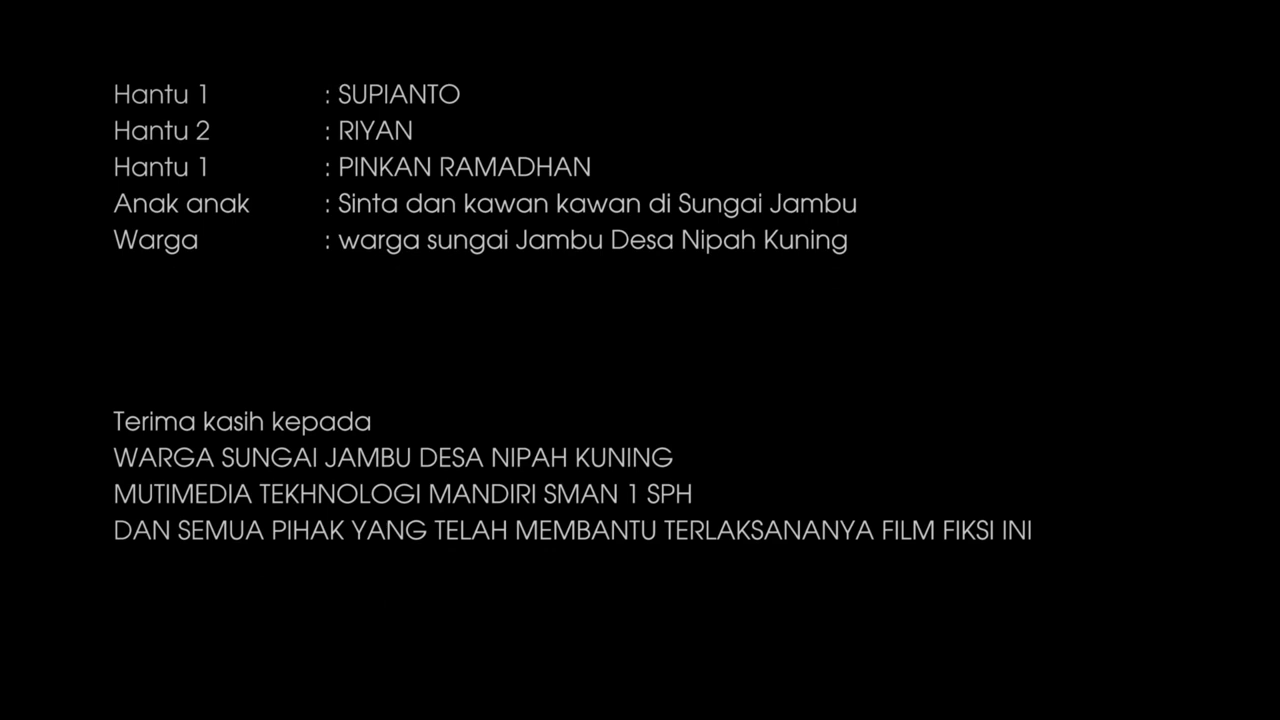 Hantu 1 : SUPIANTO
Hantu 2 : RIYAN
Hantu 1 : PINKAN RAMADHAN
Anak anak : Sinta dan kawan kawan di Sungai Jambu
Warga : warga sungai Jambu Desa Nipah Kuning
Terima kasih kepada
WARGA SUNGAI JAMBU DESA NIPAH KUNING
MUTIMEDIA TEKHNOLOGI MANDIRI SMAN 1 SPH
DAN SEMUA PIHAK YANG TELAH MEMBANTU TERLAKSANANYA FILM FIKSI INI